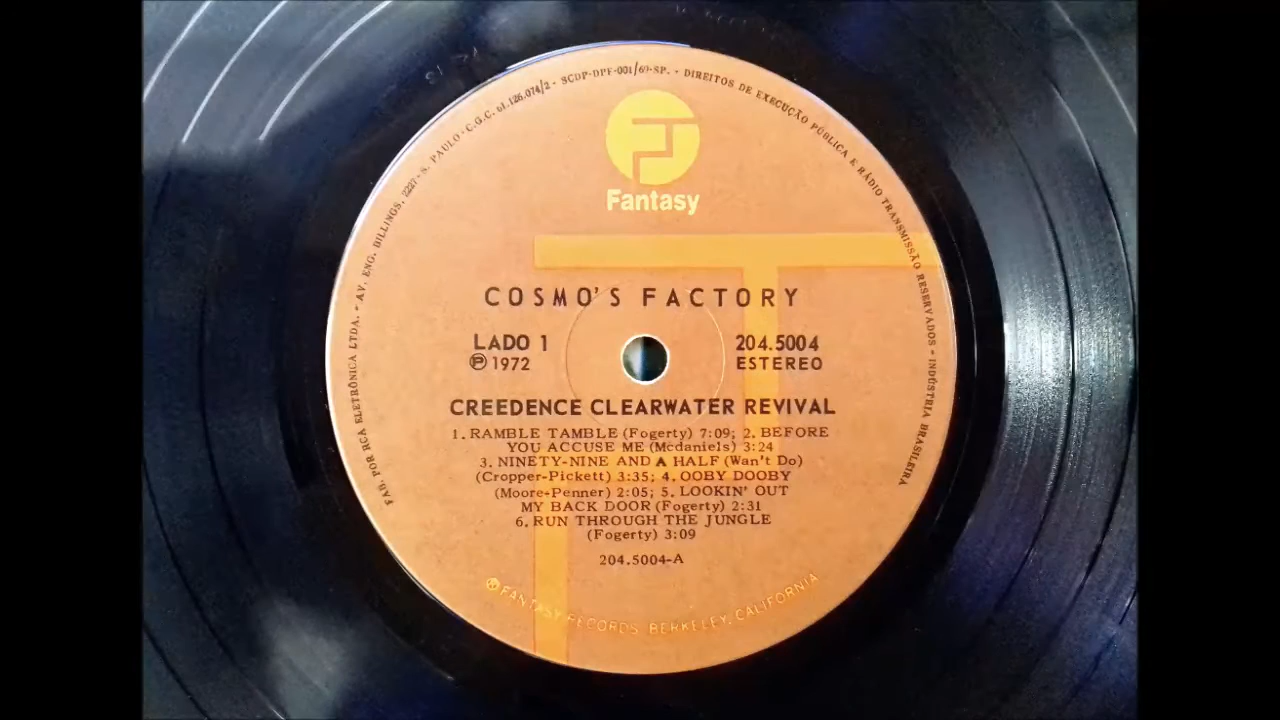 FAB. POR RCA ELETRÔNICA LTDA. - AV. ENG. BILLINGS, 2227 - S. PAULO - C.G.C. 61.126.074/2 - SCDP-DPF-001/69-SP. - DIREITOS DE EXECUÇÃO PÚBLICA E RÁDIO TRANSMISSÃO RESERVADOS - INDÚSTRIA BRASILEIRA
Fantasy
COSMO'S FACTORY
LADO 1 204.5004
Ⓟ 1972 ESTEREO
CREEDENCE CLEARWATER REVIVAL
1. RAMBLE TAMBLE (Fogerty) 7:09; 2. BEFORE
YOU ACCUSE ME (Mcdaniels) 3:24
3. NINETY-NINE AND A HALF (Wan't Do)
(Cropper-Pickett) 3:35; 4. OOBY DOOBY
(Moore-Penner) 2:05; 5. LOOKIN' OUT
MY BACK DOOR (Fogerty) 2:31
6. RUN THROUGH THE JUNGLE
(Fogerty) 3:09
204.5004-A
FANTASY RECORDS BERKELEY, CALIFORNIA